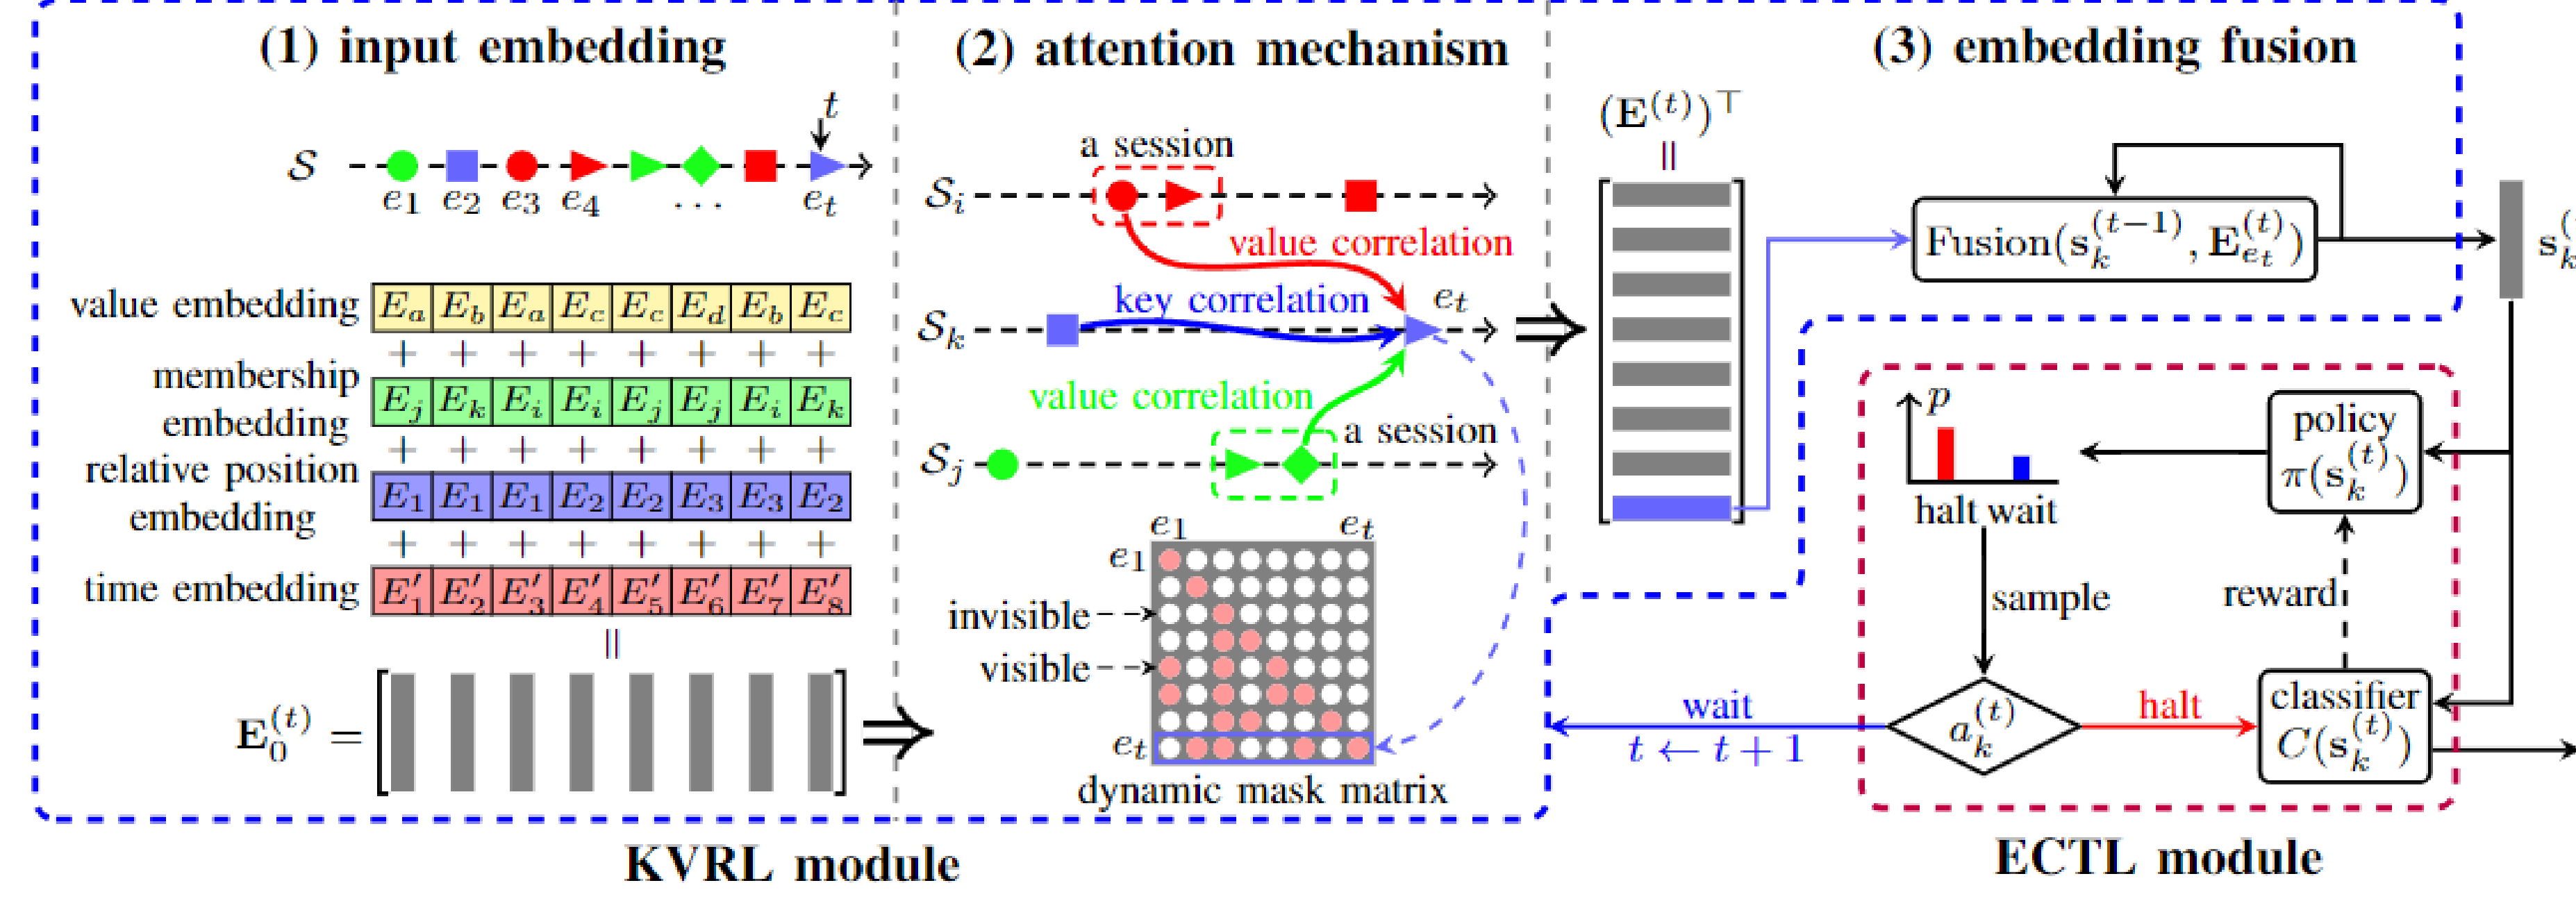 (1) input embedding
(2) attention mechanism
(3) embedding fusion
t
S
e1 e2 e3 e4 ... et
value embedding Ea Eb Ea Ec Ec Ed Eb Ec
+ + + + + + + +
membership
embedding
Ej Ek Ei Ei Ej Ej Ei Ek
+ + + + + + + +
relative position
embedding
E1 E1 E1 E2 E2 E3 E3 E2
+ + + + + + + +
time embedding E′1 E′2 E′3 E′4 E′5 E′6 E′7 E′8
=
E0^(t) =
a session
Si
value correlation
key correlation
et
Sk
value correlation
a session
Sj
e1 et
e1
invisible
visible
et
dynamic mask matrix
(E^(t))^⊤
=
Fusion(sk^(t−1), Eet^(t))
p
halt wait
policy
π(sk^(t))
sample
reward
wait
t ← t + 1
ak^(t)
halt
classifier
C(sk^(t))
KVRL module
ECTL module